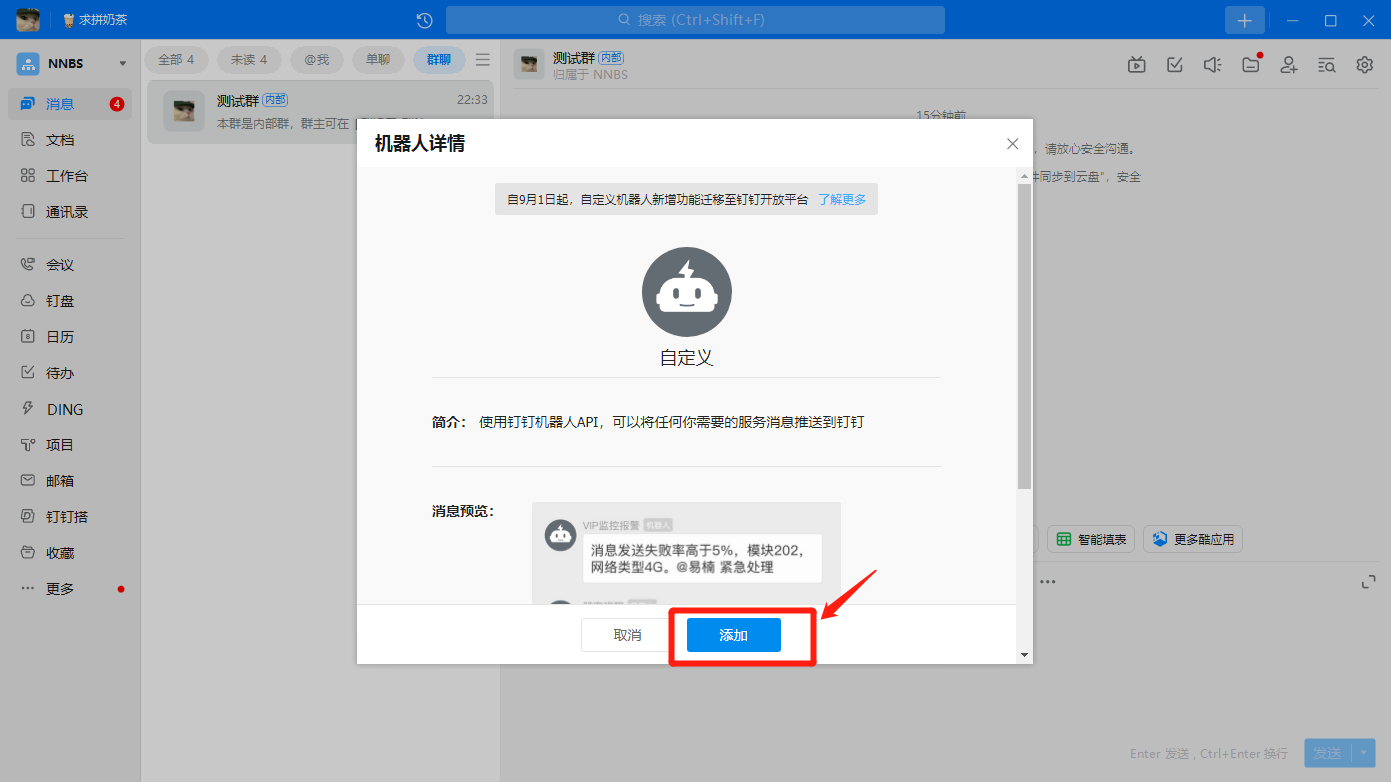 求拼奶茶
搜索 (Ctrl+Shift+F)
NNBS
消息
4
文档
工作台
通讯录
会议
钉盘
8
日历
待办
DING
项目
邮箱
钉钉搭
收藏
更多
全部 4
未读 4
@我
单聊
群聊
测试群 内部
22:33
本群是内部群，群主可在
测试群 内部
归属于 NNBS
15分钟前
，请放心安全沟通。
件同步到云盘"，安全
机器人详情
自9月1日起，自定义机器人新增功能迁移至钉钉开放平台 了解更多
自定义
简介： 使用钉钉机器人API，可以将任何你需要的服务消息推送到钉钉
消息预览：
VIP监控报警 机器人
消息发送失败率高于5%，模块202，
网络类型4G。@易楠 紧急处理
取消
添加
智能填表
更多酷应用
Enter 发送 , Ctrl+Enter 换行
发送